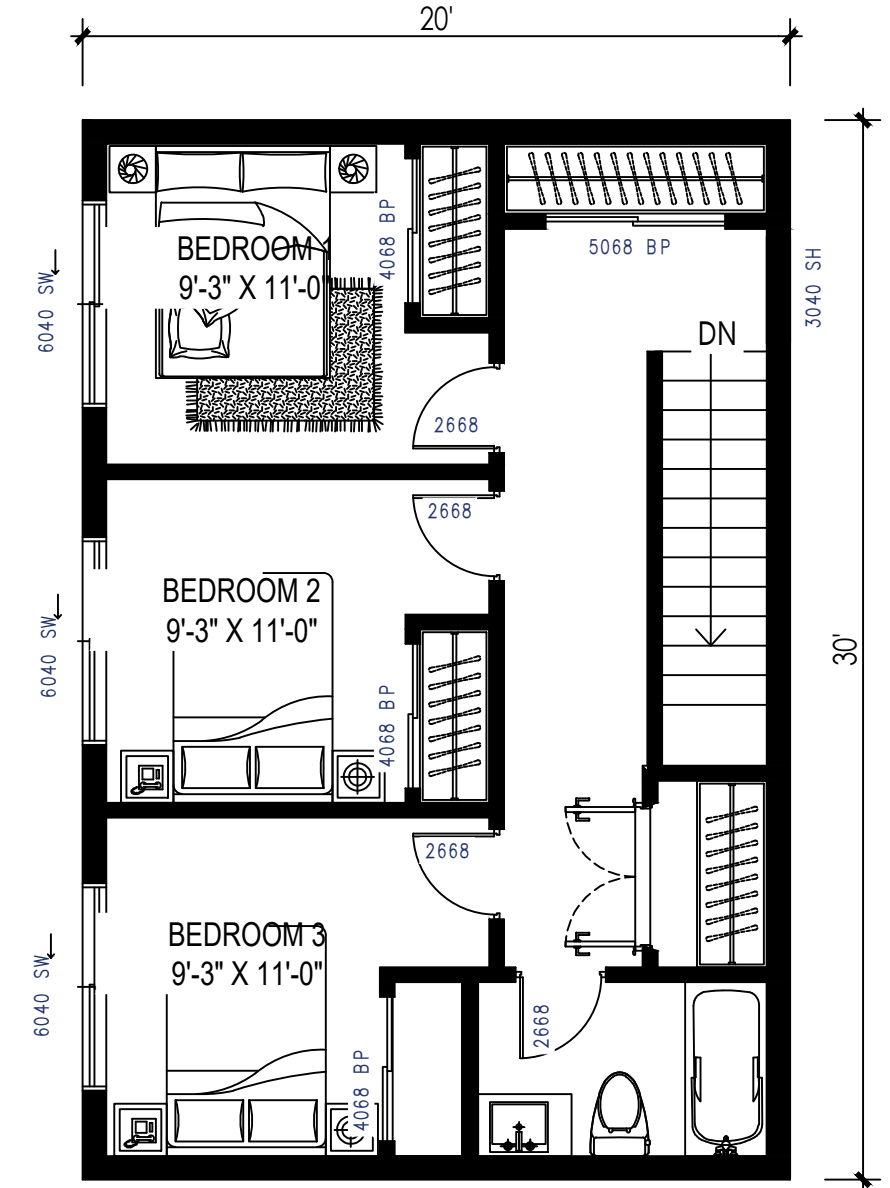 20'
4068 BP
5068 BP
3040 SH
BEDROOM 1
9'-3" X 11'-0"
6040 SW
DN
2668
2668
30'
BEDROOM 2
9'-3" X 11'-0"
6040 SW
4068 BP
2668
BEDROOM 3
9'-3" X 11'-0"
6040 SW
2668
4068 BP